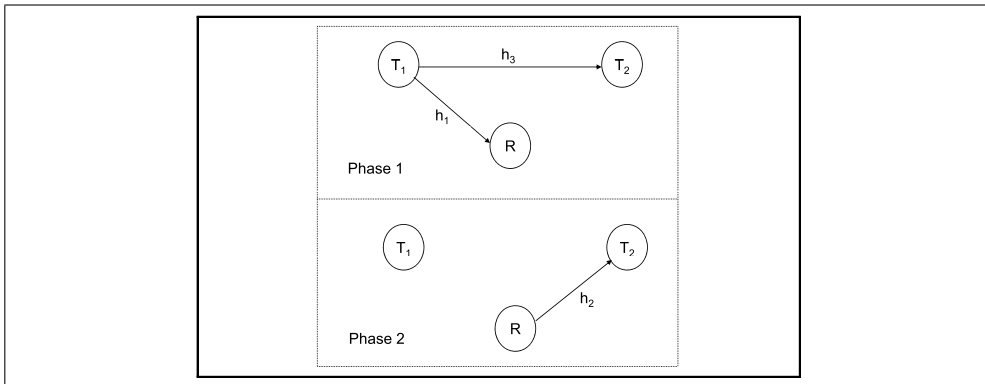 h₃
T₁
T₂
h₁
R
Phase 1
T₁
T₂
h₂
R
Phase 2